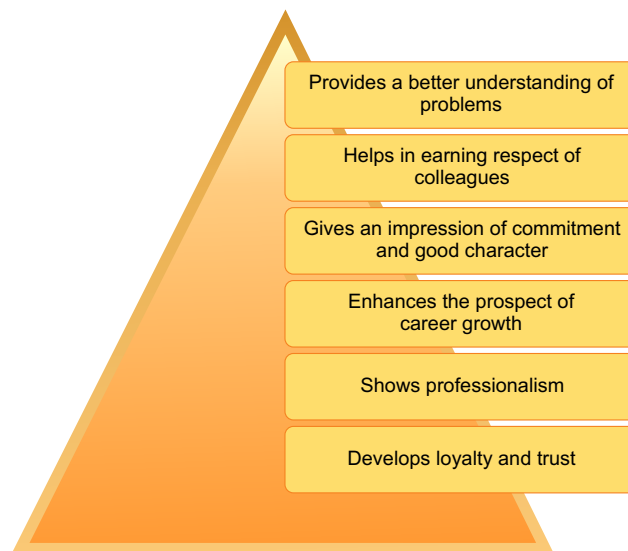 Provides a better understanding of
problems
Helps in earning respect of
colleagues
Gives an impression of commitment
and good character
Enhances the prospect of
career growth
Shows professionalism
Develops loyalty and trust